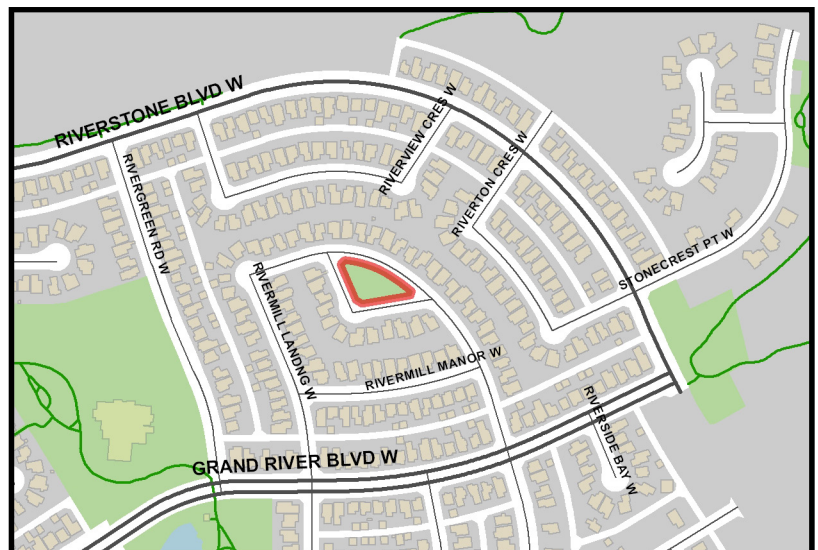 RIVERSTONE BLVD W
RIVERVIEW CRES W
RIVERTON CRES W
RIVERGREEN RD W
STONECREST PT W
RIVERMILL LANDNG W
RIVERMILL MANOR W
RIVERSIDE BAY W
GRAND RIVER BLVD W